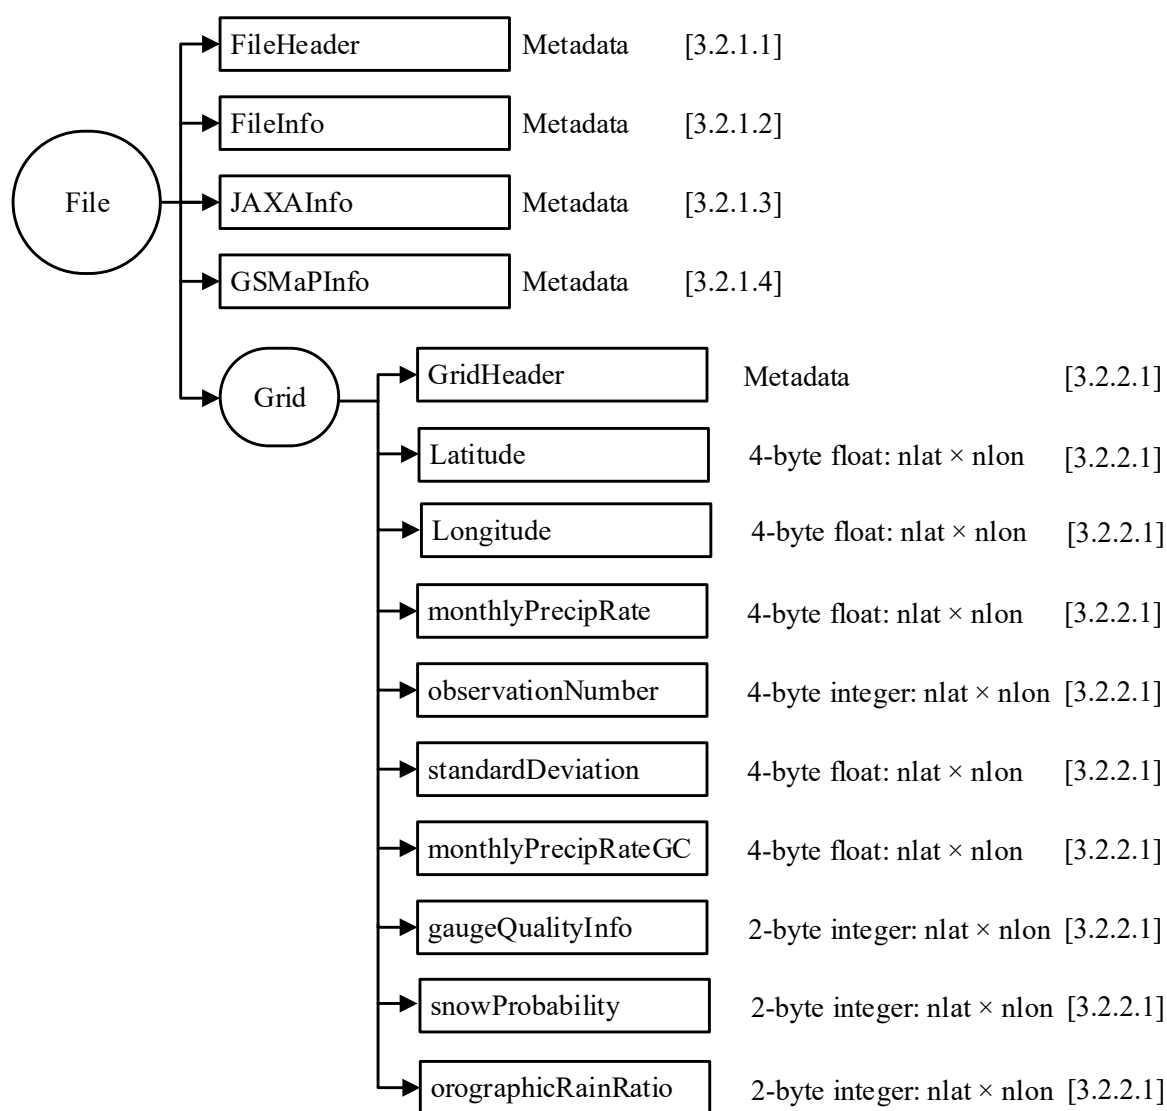 FileHeader Metadata [3.2.1.1]
FileInfo Metadata [3.2.1.2]
File JAXAInfo Metadata [3.2.1.3]
GSMaPInfo Metadata [3.2.1.4]
Grid GridHeader Metadata [3.2.2.1]
Latitude 4-byte float: nlat × nlon [3.2.2.1]
Longitude 4-byte float: nlat × nlon [3.2.2.1]
monthlyPrecipRate 4-byte float: nlat × nlon [3.2.2.1]
observationNumber 4-byte integer: nlat × nlon [3.2.2.1]
standardDeviation 4-byte float: nlat × nlon [3.2.2.1]
monthlyPrecipRateGC 4-byte float: nlat × nlon [3.2.2.1]
gaugeQualityInfo 2-byte integer: nlat × nlon [3.2.2.1]
snowProbability 2-byte integer: nlat × nlon [3.2.2.1]
orographicRainRatio 2-byte integer: nlat × nlon [3.2.2.1]